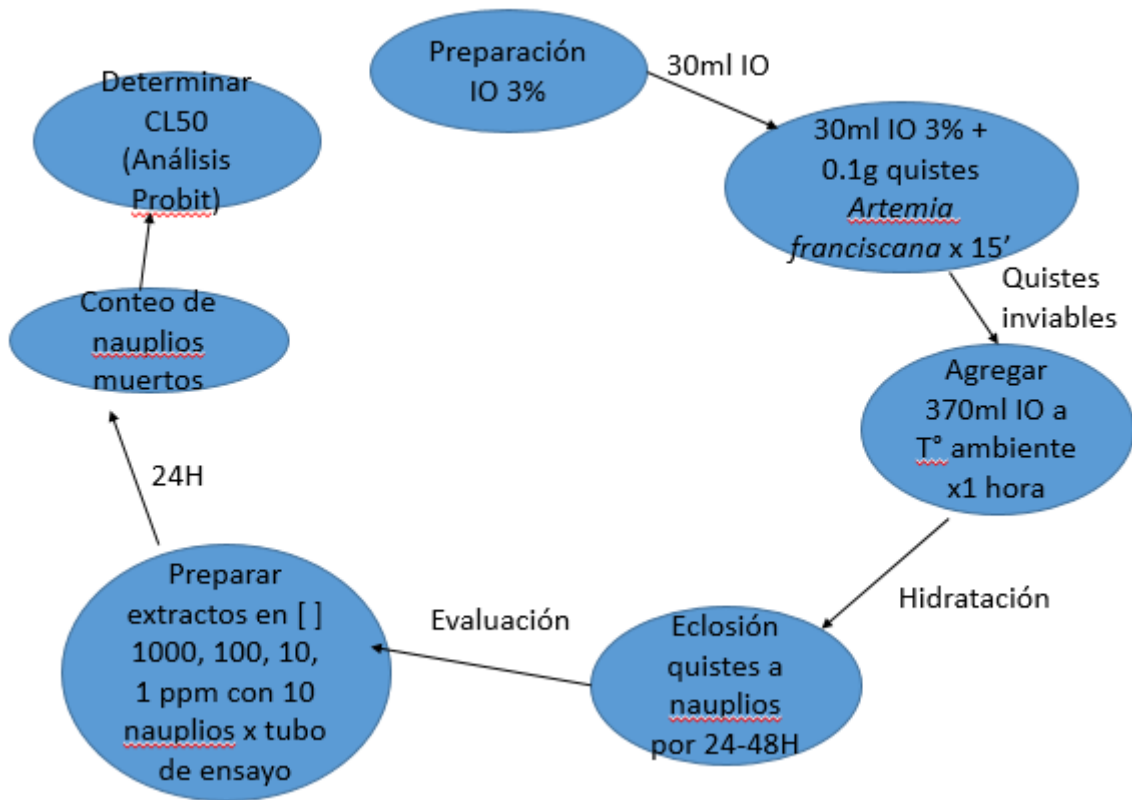 Preparación
IO 3%
30ml IO
30ml IO 3% +
0.1g quistes
Artemia
franciscana x 15’
Quistes
inviables
Agregar
370ml IO a
T° ambiente
x1 hora
Hidratación
Eclosión
quistes a
nauplios
por 24-48H
Evaluación
Preparar
extractos en [ ]
1000, 100, 10,
1 ppm con 10
nauplios x tubo
de ensayo
24H
Conteo de
nauplios
muertos
Determinar
CL50
(Análisis
Probit)